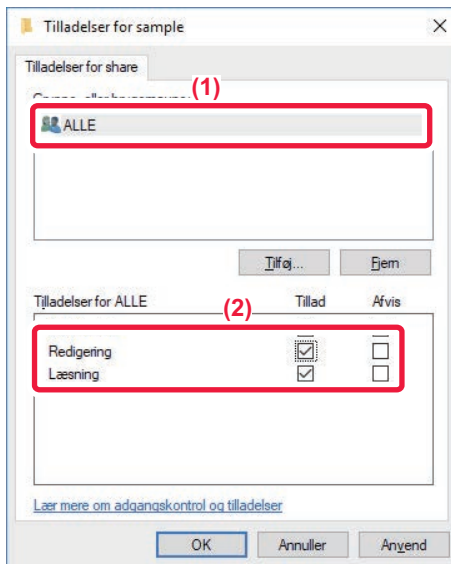 Tilladelser for sample
Tilladelser for share
(1)
ALLE
Tilføj... Fjern
Tilladelser for ALLE Tillad Afvis
(2)
Redigering
Læsning
Lær mere om adgangskontrol og tilladelser
OK Annuller Anvend